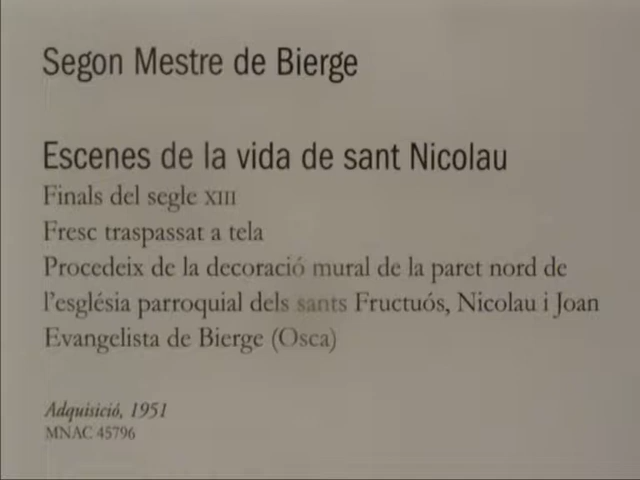 Segon Mestre de Bierge
Escenes de la vida de sant Nicolau
Finals del segle XIII
Fresc traspassat a tela
Procedeix de la decoració mural de la paret nord de
l'església parroquial dels sants Fructuós, Nicolau i Joan
Evangelista de Bierge (Osca)
Adquisició, 1951
MNAC 45796